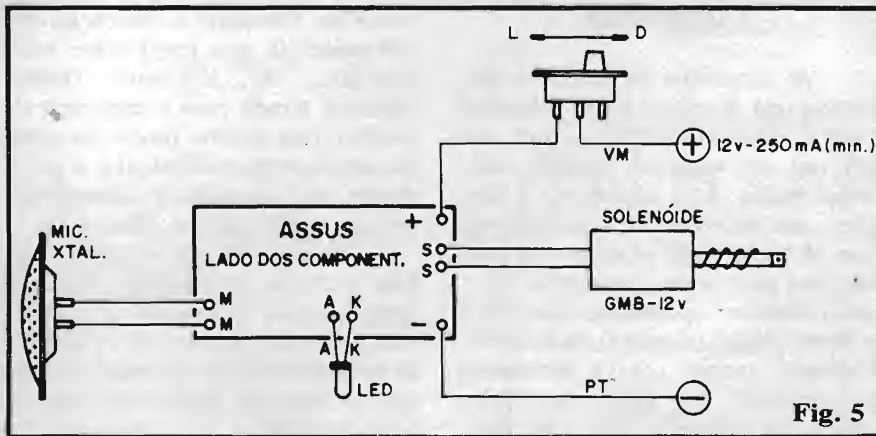 L D
+ 12v-250mA (min.)
VM
MIC.
XTAL.
ASSUS
LADO DOS COMPONENT.
+
S
S
SOLENÓIDE
GMB-12v
M
M
A K
A K
LED
-
PT
-
Fig. 5